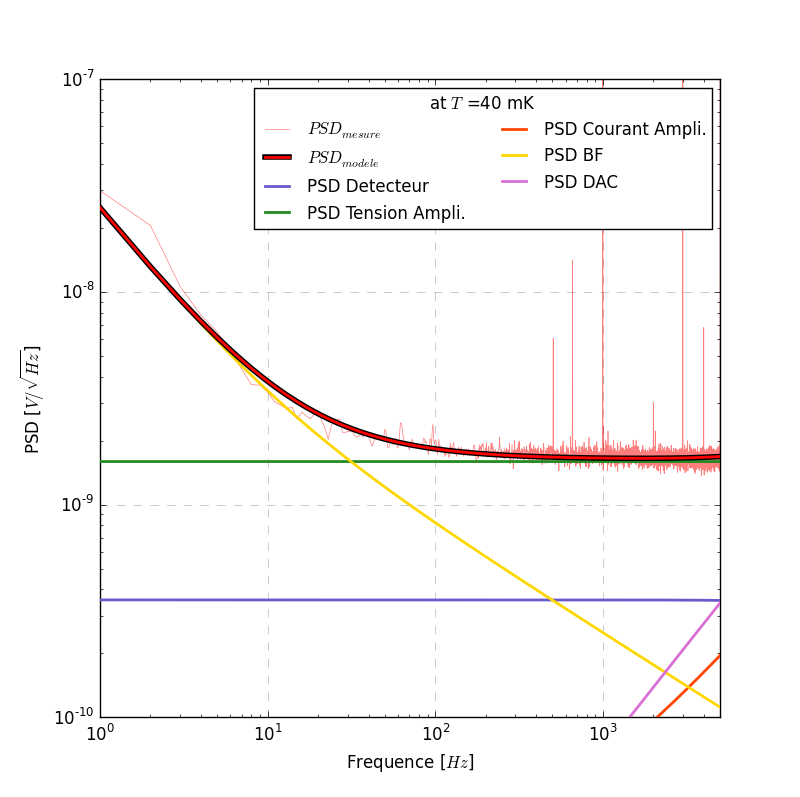 10^-7
10^-8
10^-9
10^-10
PSD [V/√Hz]
at T =40 mK
PSD_mesure
PSD_modele
PSD Detecteur
PSD Tension Ampli.
PSD Courant Ampli.
PSD BF
PSD DAC
10^0 10^1 10^2 10^3
Frequence [Hz]